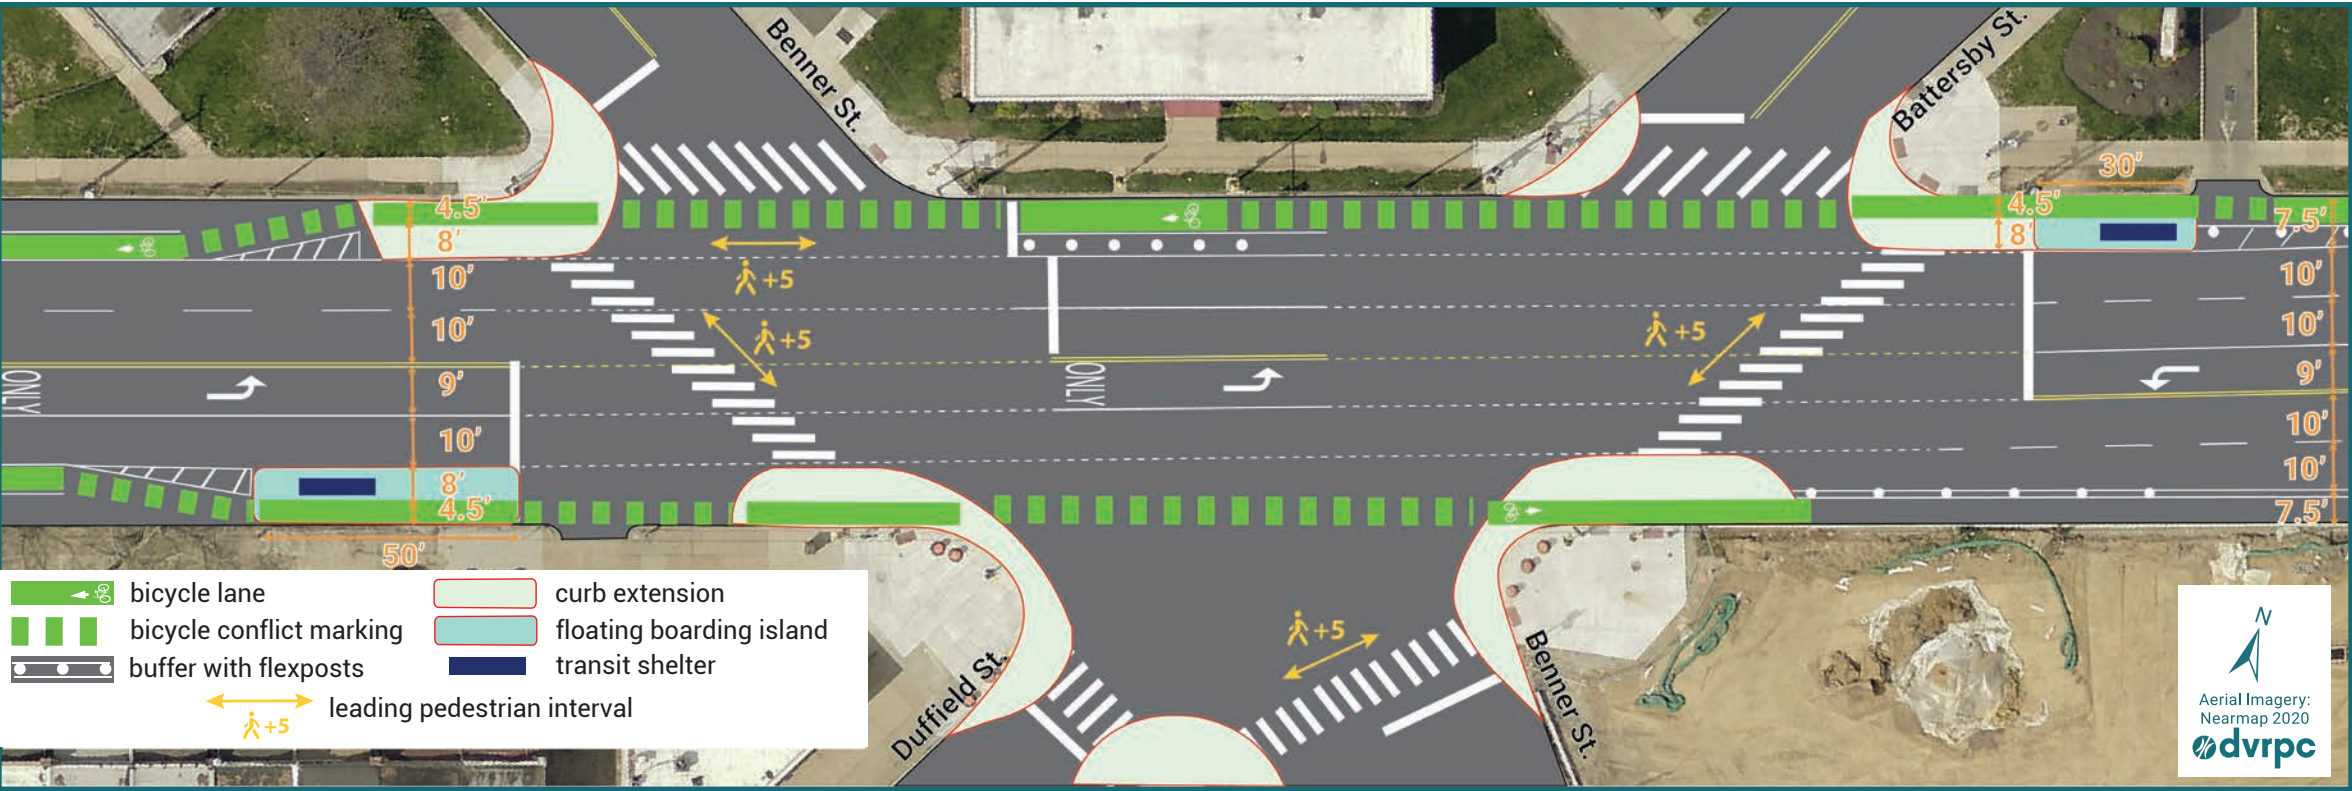 Benner St.
Battersby St.
30'
4.5'
8'
10'
10'
9'
10'
8'
4.5'
50'
4.5'
8'
7.5'
10'
10'
9'
10'
10'
7.5'
+5
+5
+5
+5
ONLY
ONLY
Duffield St.
Benner St.
bicycle lane
bicycle conflict marking
buffer with flexposts
curb extension
floating boarding island
transit shelter
+5
leading pedestrian interval
N
Aerial Imagery:
Nearmap 2020
dvrpc